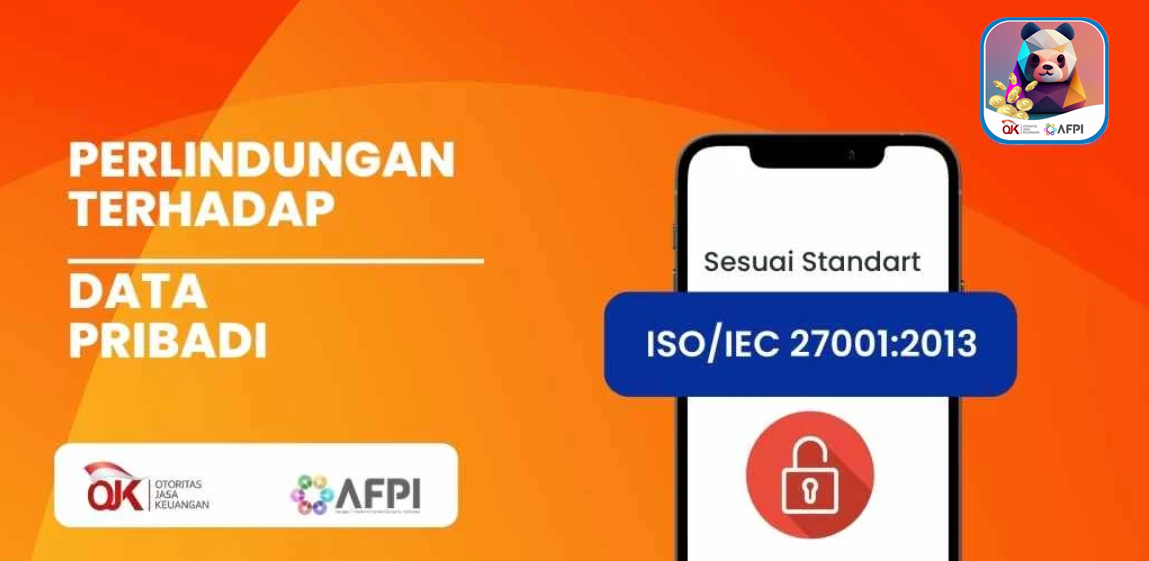 PERLINDUNGAN
TERHADAP
DATA
PRIBADI
OJK
OTORITAS
JASA
KEUANGAN
AFPI
Sesuai Standart
ISO/IEC 27001:2013
OJK
AFPI